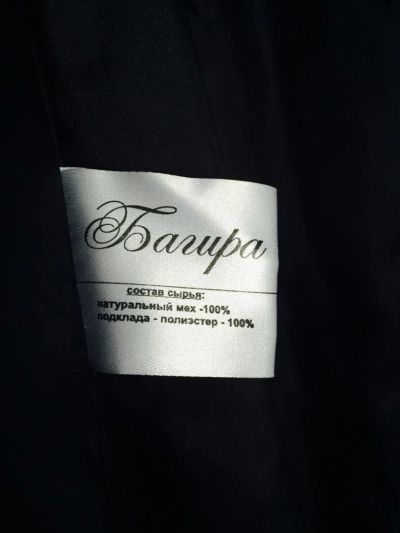 Багира
состав сырья:
натуральный мех -100%
подклада - полиэстер - 100%